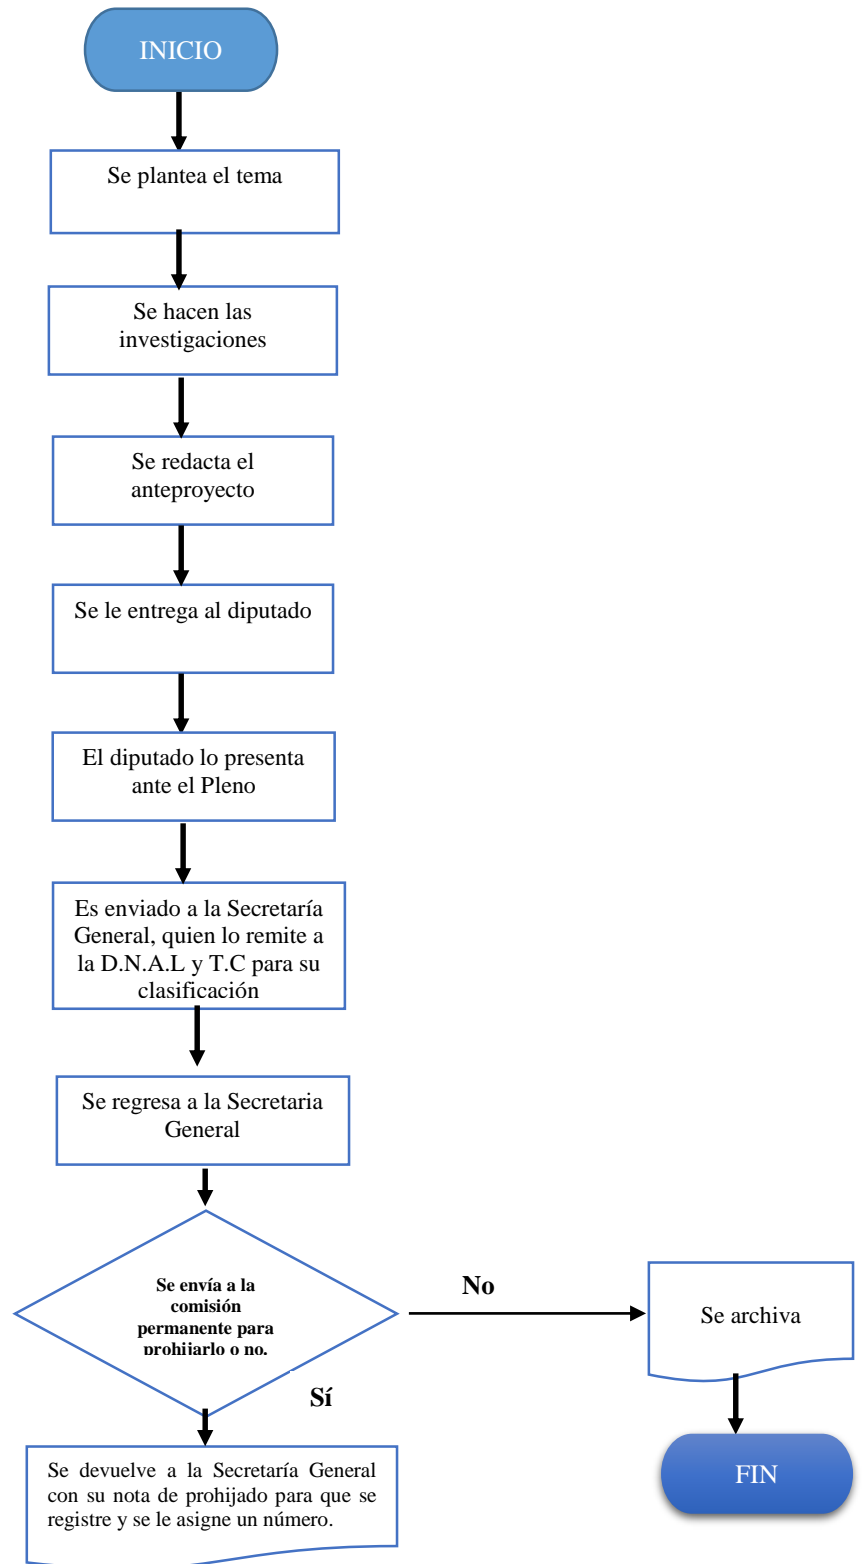 INICIO
Se plantea el tema
Se hacen las
investigaciones
Se redacta el
anteproyecto
Se le entrega al diputado
El diputado lo presenta
ante el Pleno
Es enviado a la Secretaría
General, quien lo remite a
la D.N.A.L y T.C para su
clasificación
Se regresa a la Secretaria
General
Se envía a la
comisión
permanente para
prohijarlo o no.
No
Se archiva
Sí
FIN
Se devuelve a la Secretaría General
con su nota de prohijado para que se
registre y se le asigne un número.